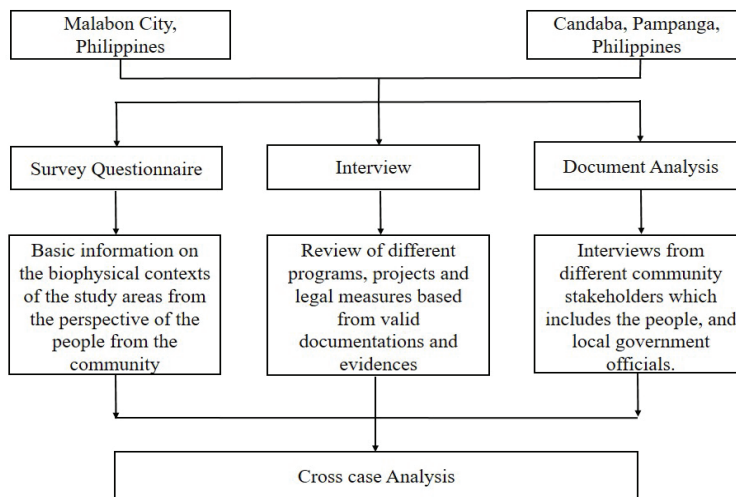 Malabon City,
Philippines
Candaba, Pampanga,
Philippines
Survey Questionnaire
Interview
Document Analysis
Basic information on
the biophysical contexts
of the study areas from
the perspective of the
people from the
community
Review of different
programs, projects and
legal measures based
from valid
documentations and
evidences
Interviews from
different community
stakeholders which
includes the people, and
local government
officials.
Cross case Analysis